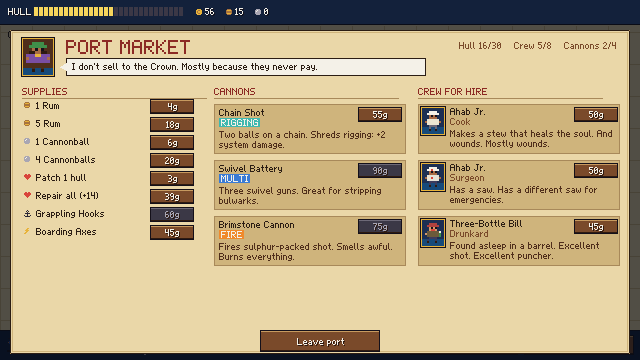 HULL 56 15 0
PORT MARKET
Hull 16/30 Crew 5/8 Cannons 2/4
I don't sell to the Crown. Mostly because they never pay.
SUPPLIES
1 Rum 4g
5 Rum 18g
1 Cannonball 6g
4 Cannonballs 20g
Patch 1 hull 3g
Repair all (+14) 39g
Grappling Hooks 60g
Boarding Axes 45g
CANNONS
Chain Shot 55g
RIGGING
Two balls on a chain. Shreds rigging: +2
system damage.
Swivel Battery 90g
MULTI
Three swivel guns. Great for stripping
bulwarks.
Brimstone Cannon 75g
FIRE
Fires sulphur-packed shot. Smells awful.
Burns everything.
CREW FOR HIRE
Ahab Jr. 50g
Cook
Makes a stew that heals the soul. And
wounds. Mostly wounds.
Ahab Jr. 50g
Surgeon
Has a saw. Has a different saw for
emergencies.
Three-Bottle Bill 45g
Drunkard
Found asleep in a barrel. Excellent
shot. Excellent puncher.
Leave port